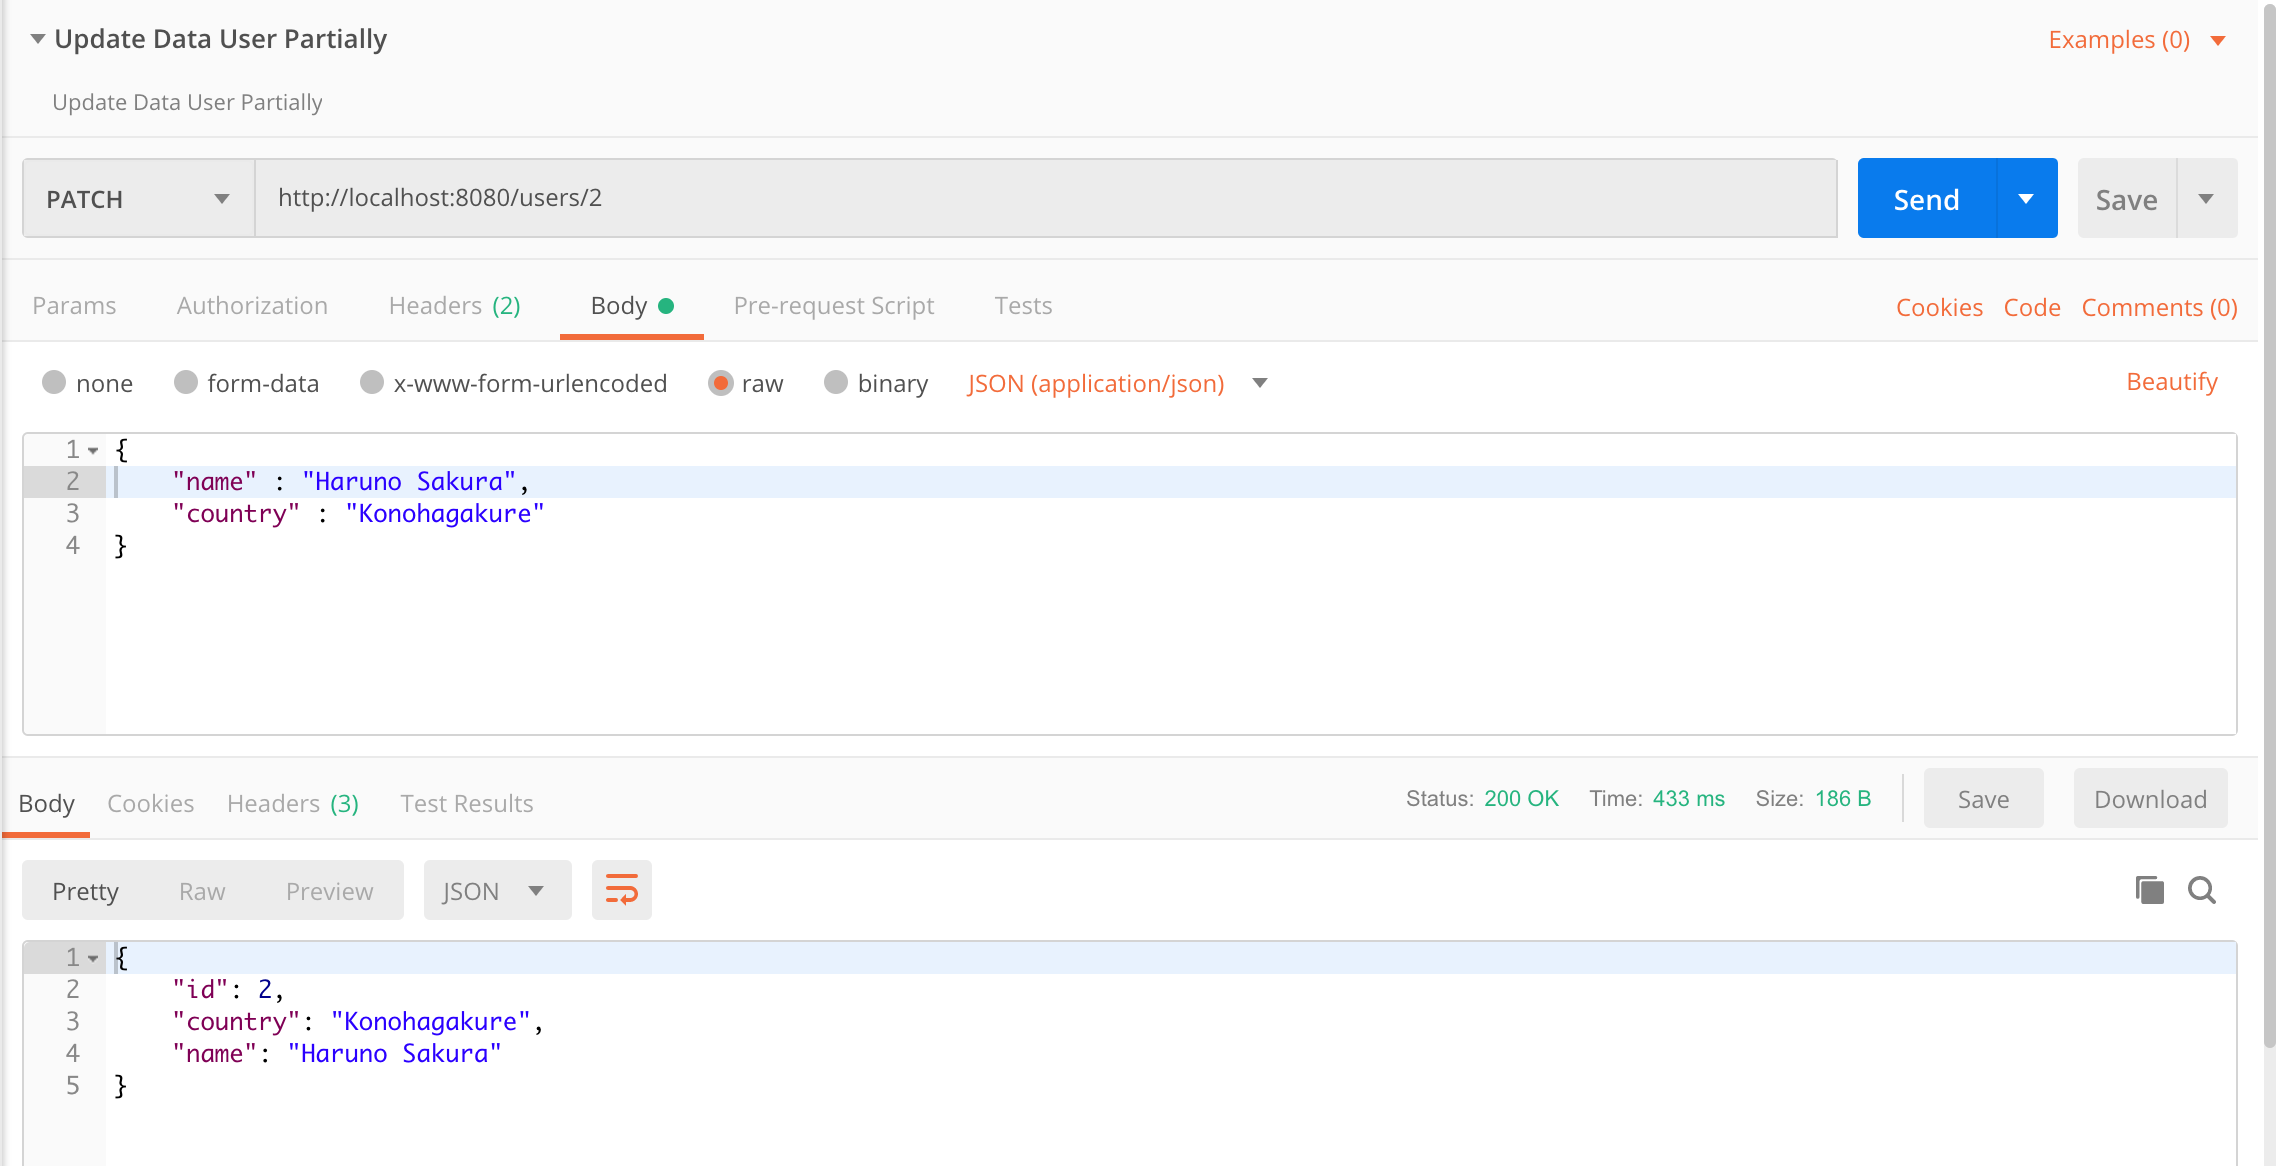 Update Data User Partially Examples (0)
Update Data User Partially
PATCH http://localhost:8080/users/2 Send Save
Params Authorization Headers (2) Body Pre-request Script Tests Cookies Code Comments (0)
none form-data x-www-form-urlencoded raw binary JSON (application/json) Beautify
1 {
2 "name" : "Haruno Sakura",
3 "country" : "Konohagakure"
4 }
Body Cookies Headers (3) Test Results Status: 200 OK Time: 433 ms Size: 186 B Save Download
Pretty Raw Preview JSON
1 {
2 "id": 2,
3 "country": "Konohagakure",
4 "name": "Haruno Sakura"
5 }